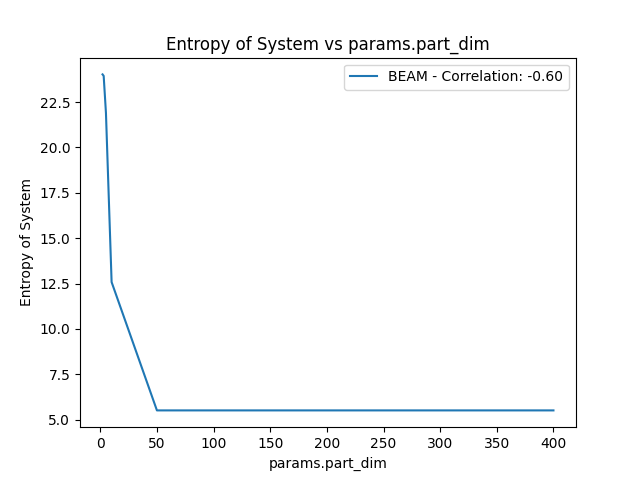 Entropy of System vs params.part_dim
BEAM - Correlation: -0.60
Entropy of System
22.5
20.0
17.5
15.0
12.5
10.0
7.5
5.0
0 50 100 150 200 250 300 350 400
params.part_dim